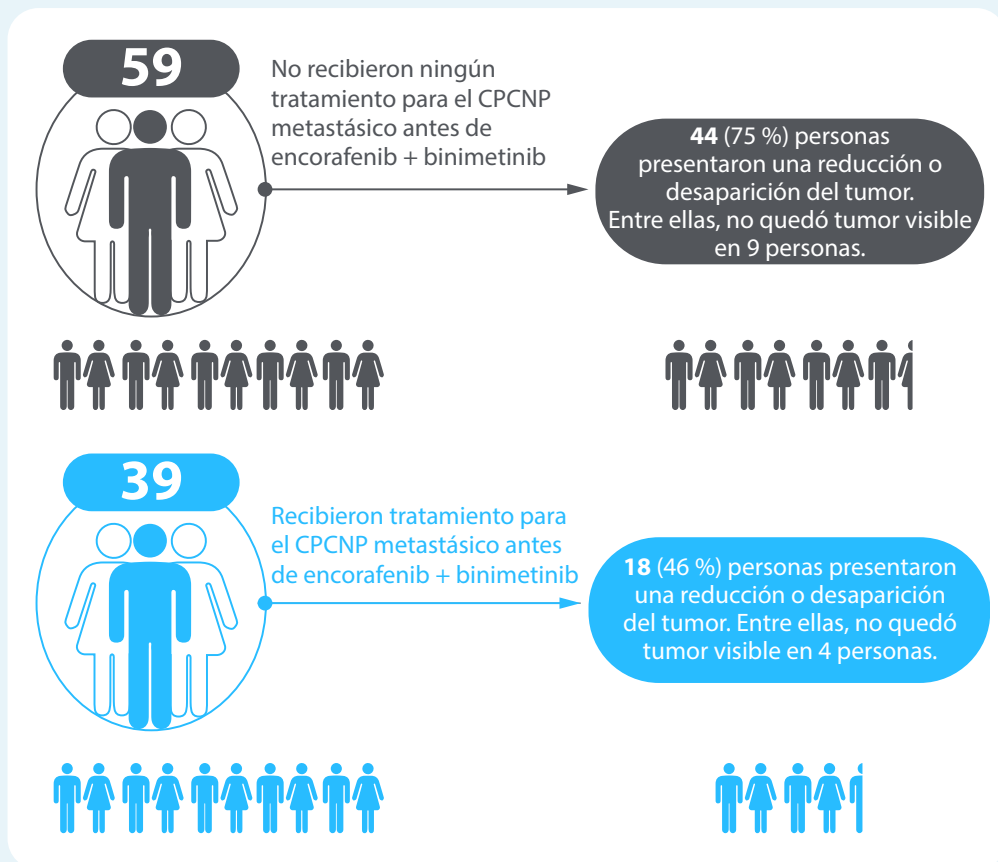 59
No recibieron ningún
tratamiento para el CPCNP
metastásico antes de
encorafenib + binimetinib
44 (75 %) personas
presentaron una reducción o
desaparición del tumor.
Entre ellas, no quedó tumor visible
en 9 personas.
39
Recibieron tratamiento para
el CPCNP metastásico antes
de encorafenib + binimetinib
18 (46 %) personas presentaron
una reducción o desaparición
del tumor. Entre ellas, no quedó
tumor visible en 4 personas.